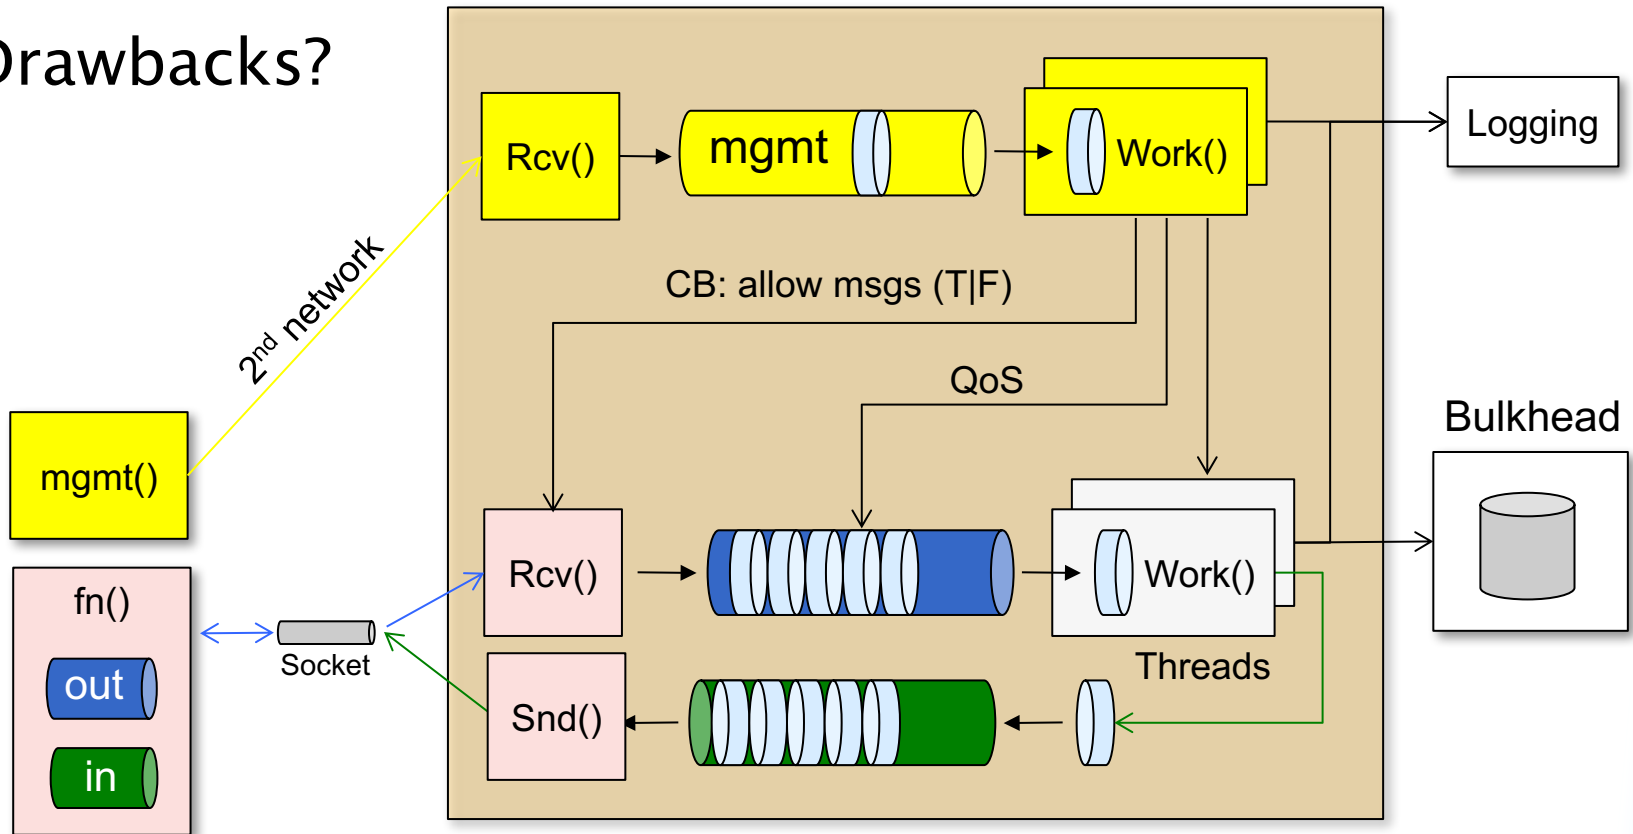 Drawbacks?
Rcv()
mgmt
Work()
Logging
2nd network
CB: allow msgs (T|F)
QoS
mgmt()
Bulkhead
fn()
out
in
Socket
Rcv()
Work()
Threads
Snd()